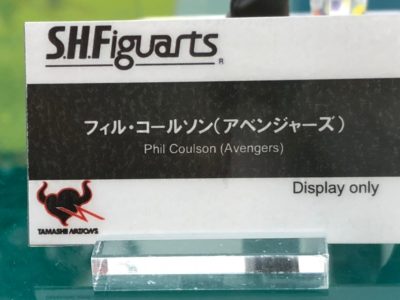 S.H.Figuarts®
フィル・コールソン(アベンジャーズ)
Phil Coulson (Avengers)
Display only
TAMASHII NATIONS